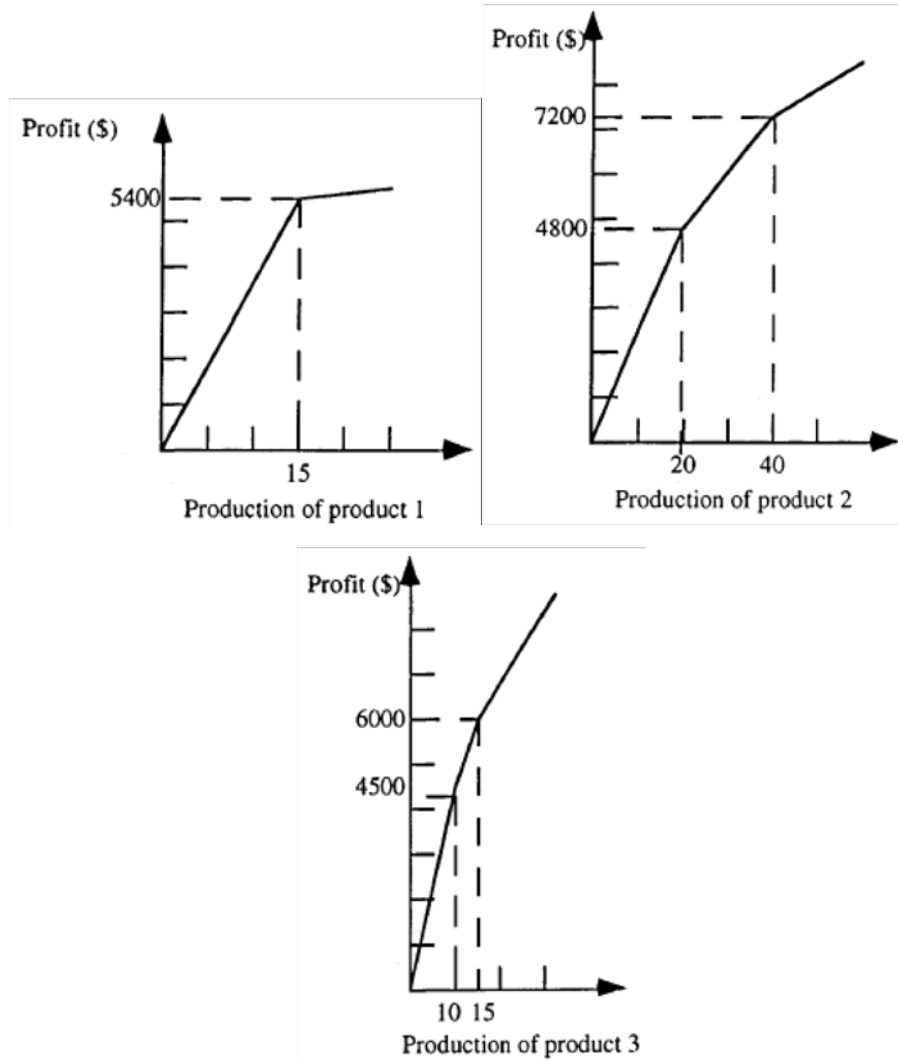 Profit ($)
5400
15
Production of product 1
Profit ($)
7200
4800
20 40
Production of product 2
Profit ($)
6000
4500
10 15
Production of product 3